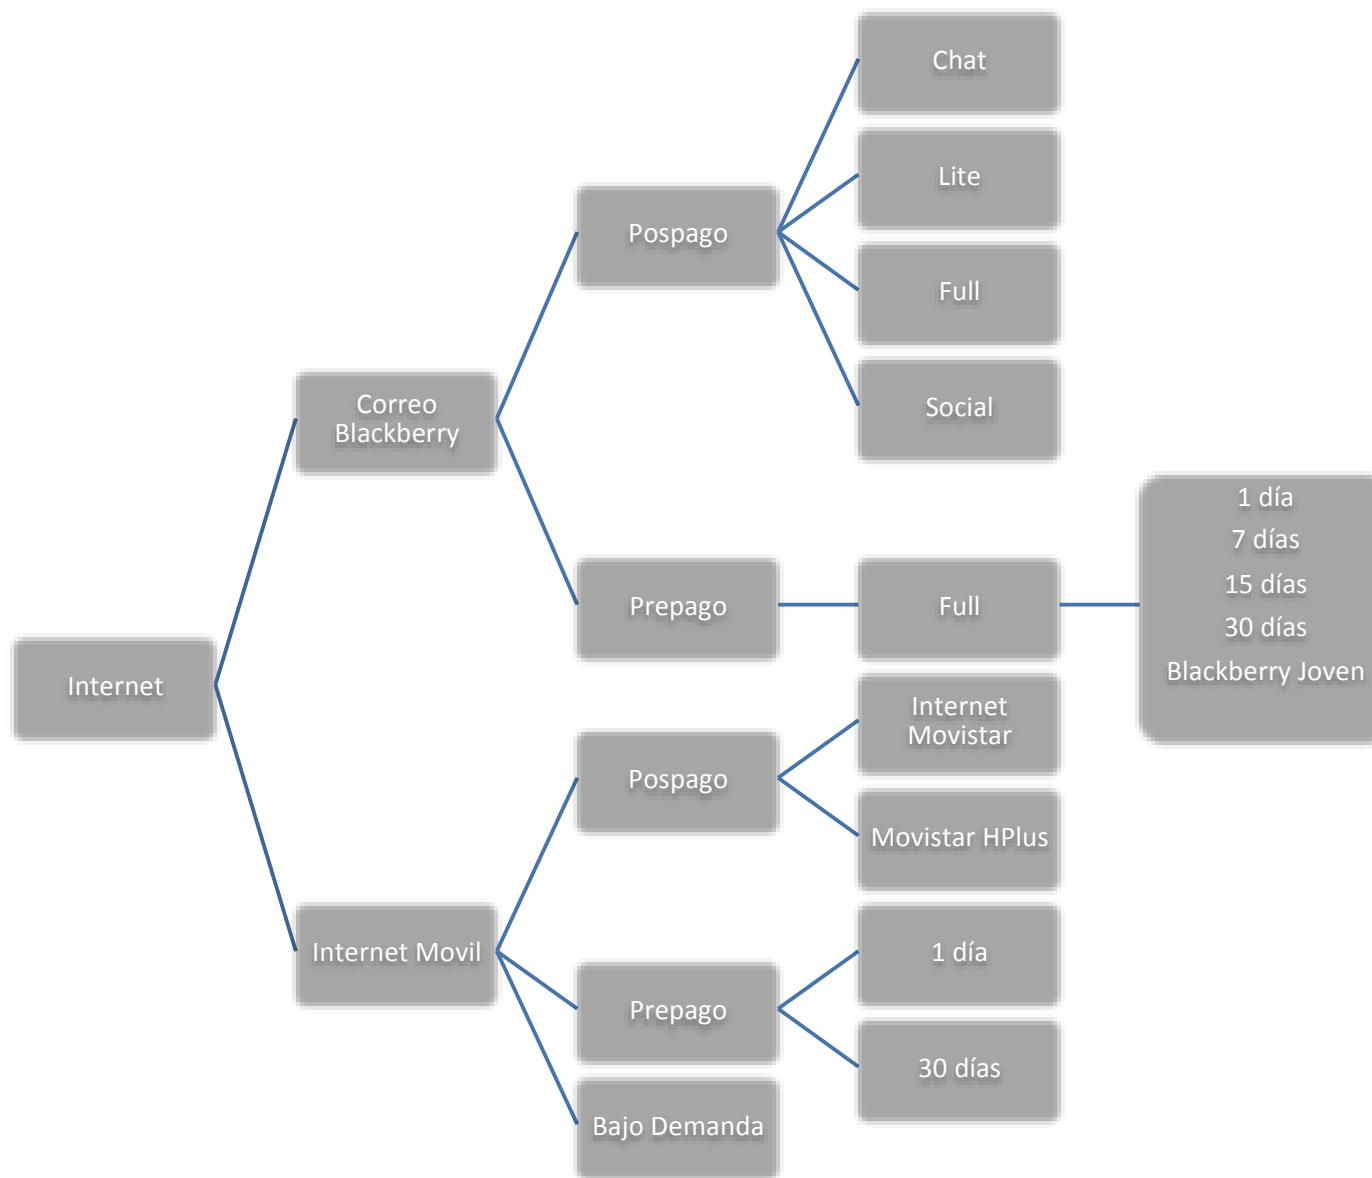 Chat
Lite
Pospago
Full
Correo
Blackberry
Social
1 día
7 días
15 días
30 días
Blackberry Joven
Prepago
Full
Internet
Internet
Movistar
Pospago
Movistar HPlus
Internet Movil
1 día
Prepago
30 días
Bajo Demanda